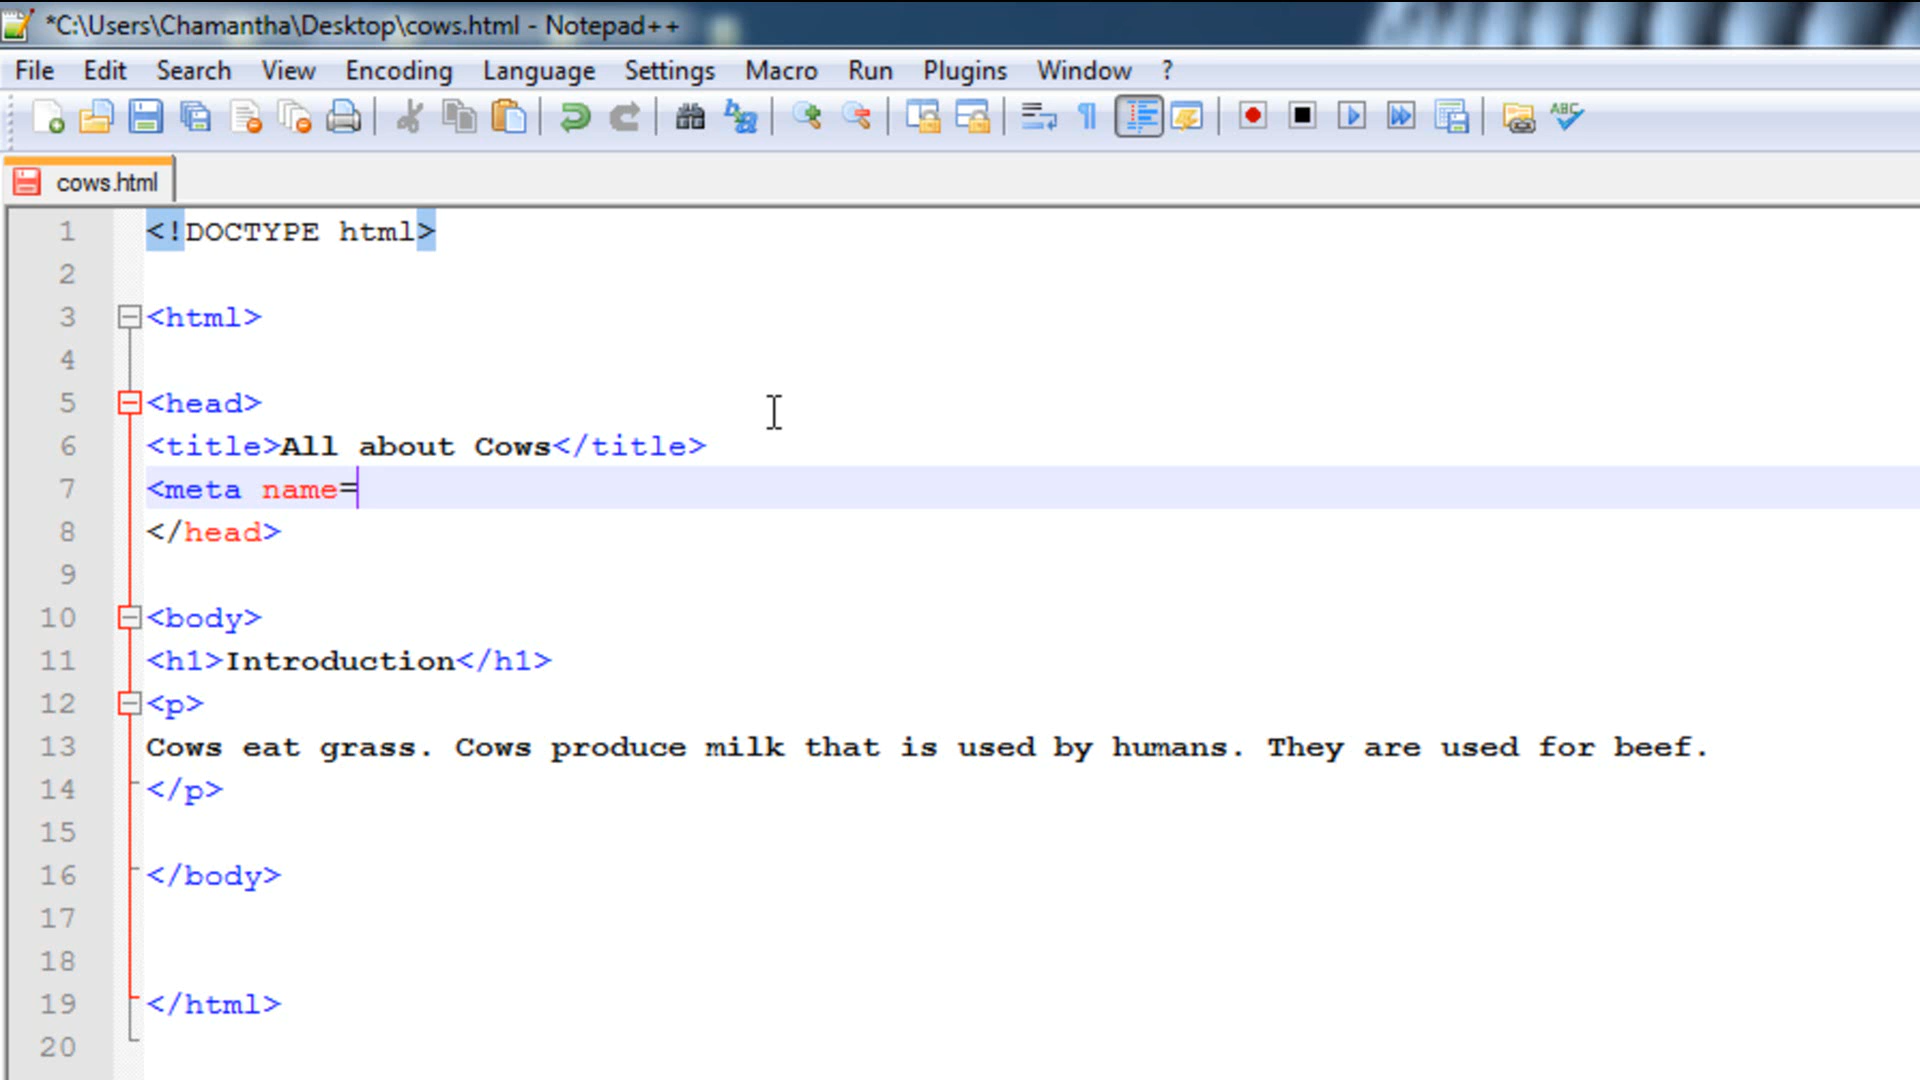 *C:\Users\Chamantha\Desktop\cows.html - Notepad++
File Edit Search View Encoding Language Settings Macro Run Plugins Window ?
ABC
cows.html
1 <!DOCTYPE html>
2
3 <html>
4
5 <head>
6 <title>All about Cows</title>
7 <meta name=
8 </head>
9
10 <body>
11 <h1>Introduction</h1>
12 <p>
13 Cows eat grass. Cows produce milk that is used by humans. They are used for beef.
14 </p>
15
16 </body>
17
18
19 </html>
20